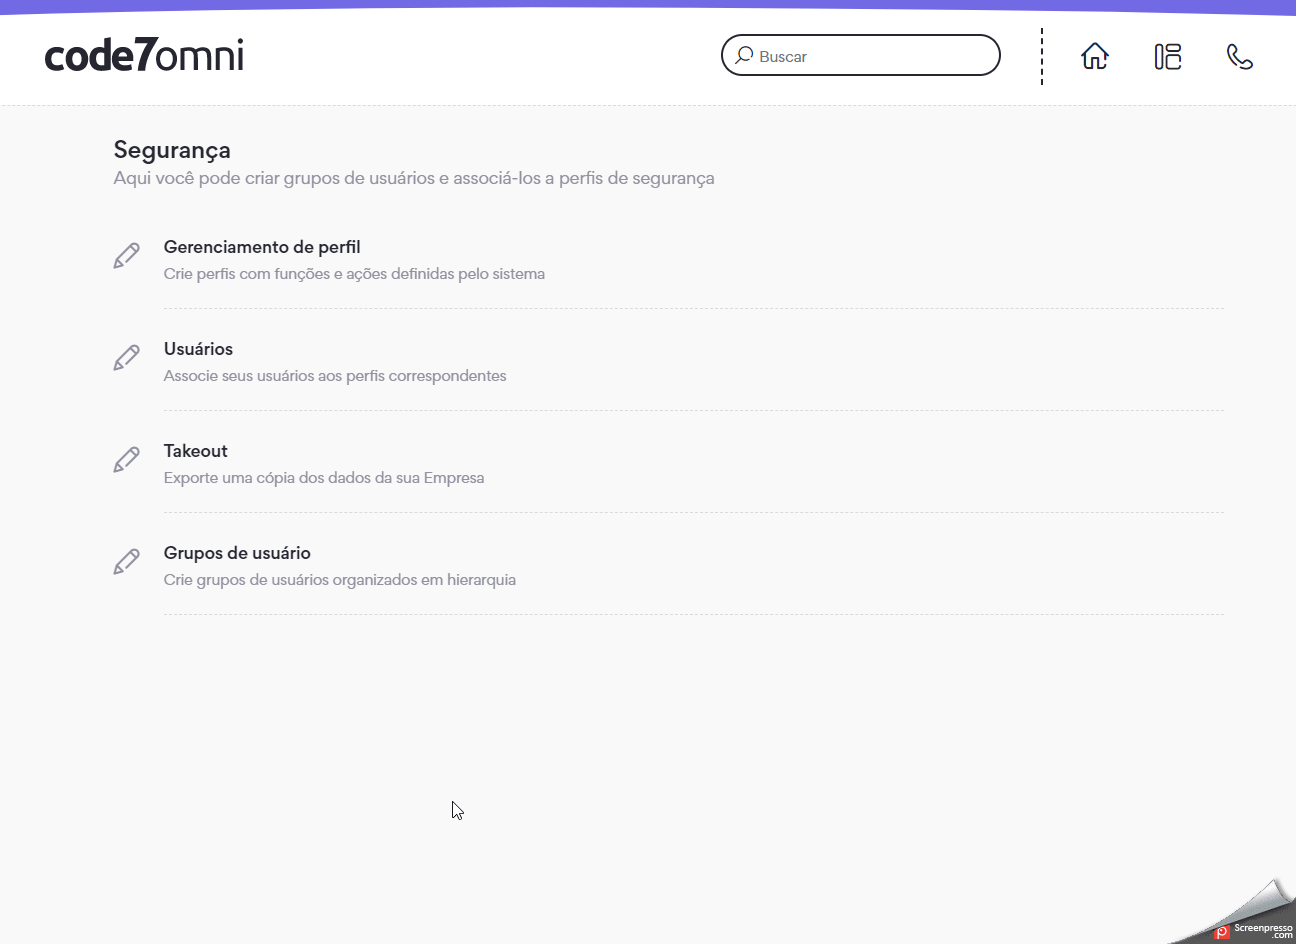 code7omni
Buscar
Segurança
Aqui você pode criar grupos de usuários e associá-los a perfis de segurança
Gerenciamento de perfil
Crie perfis com funções e ações definidas pelo sistema
Usuários
Associe seus usuários aos perfis correspondentes
Takeout
Exporte uma cópia dos dados da sua Empresa
Grupos de usuário
Crie grupos de usuários organizados em hierarquia
Screenpresso
.com